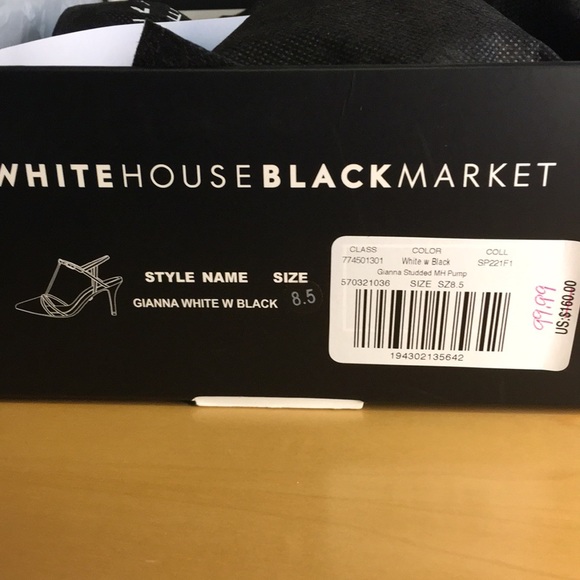 WHITEHOUSEBLACKMARKET
STYLE NAME SIZE
GIANNA WHITE W BLACK 8.5
CLASS COLOR COLL
774501301 White w Black SP221F1
Gianna Studded MH Pump
570321036 SIZE SZ8.5
194302135642
99.99
US:$160.00